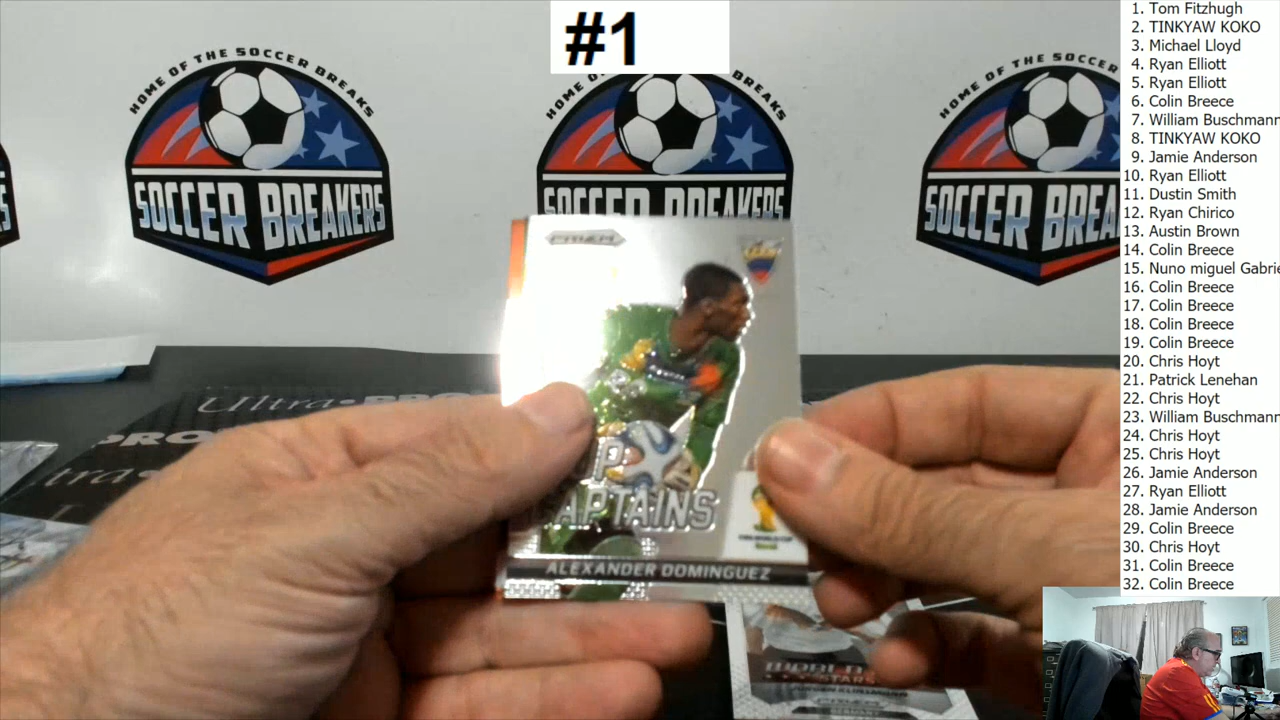 #1
HOME OF THE SOCCER BREAKS
SOCCER BREAKERS
HOME OF THE SOCCER BREAKS
SOCCER BREAKERS
HOME OF THE SOCCER
SOCCER BREAKERS
PRIZM
CAPTAINS
ALEXANDER DOMINGUEZ
Ultra
PRO
WORLD
STARS
1. Tom Fitzhugh
2. TINKYAW KOKO
3. Michael Lloyd
4. Ryan Elliott
5. Ryan Elliott
6. Colin Breece
7. William Buschmann
8. TINKYAW KOKO
9. Jamie Anderson
10. Ryan Elliott
11. Dustin Smith
12. Ryan Chirico
13. Austin Brown
14. Colin Breece
15. Nuno miguel Gabrie
16. Colin Breece
17. Colin Breece
18. Colin Breece
19. Colin Breece
20. Chris Hoyt
21. Patrick Lenehan
22. Chris Hoyt
23. William Buschmann
24. Chris Hoyt
25. Chris Hoyt
26. Jamie Anderson
27. Ryan Elliott
28. Jamie Anderson
29. Colin Breece
30. Chris Hoyt
31. Colin Breece
32. Colin Breece